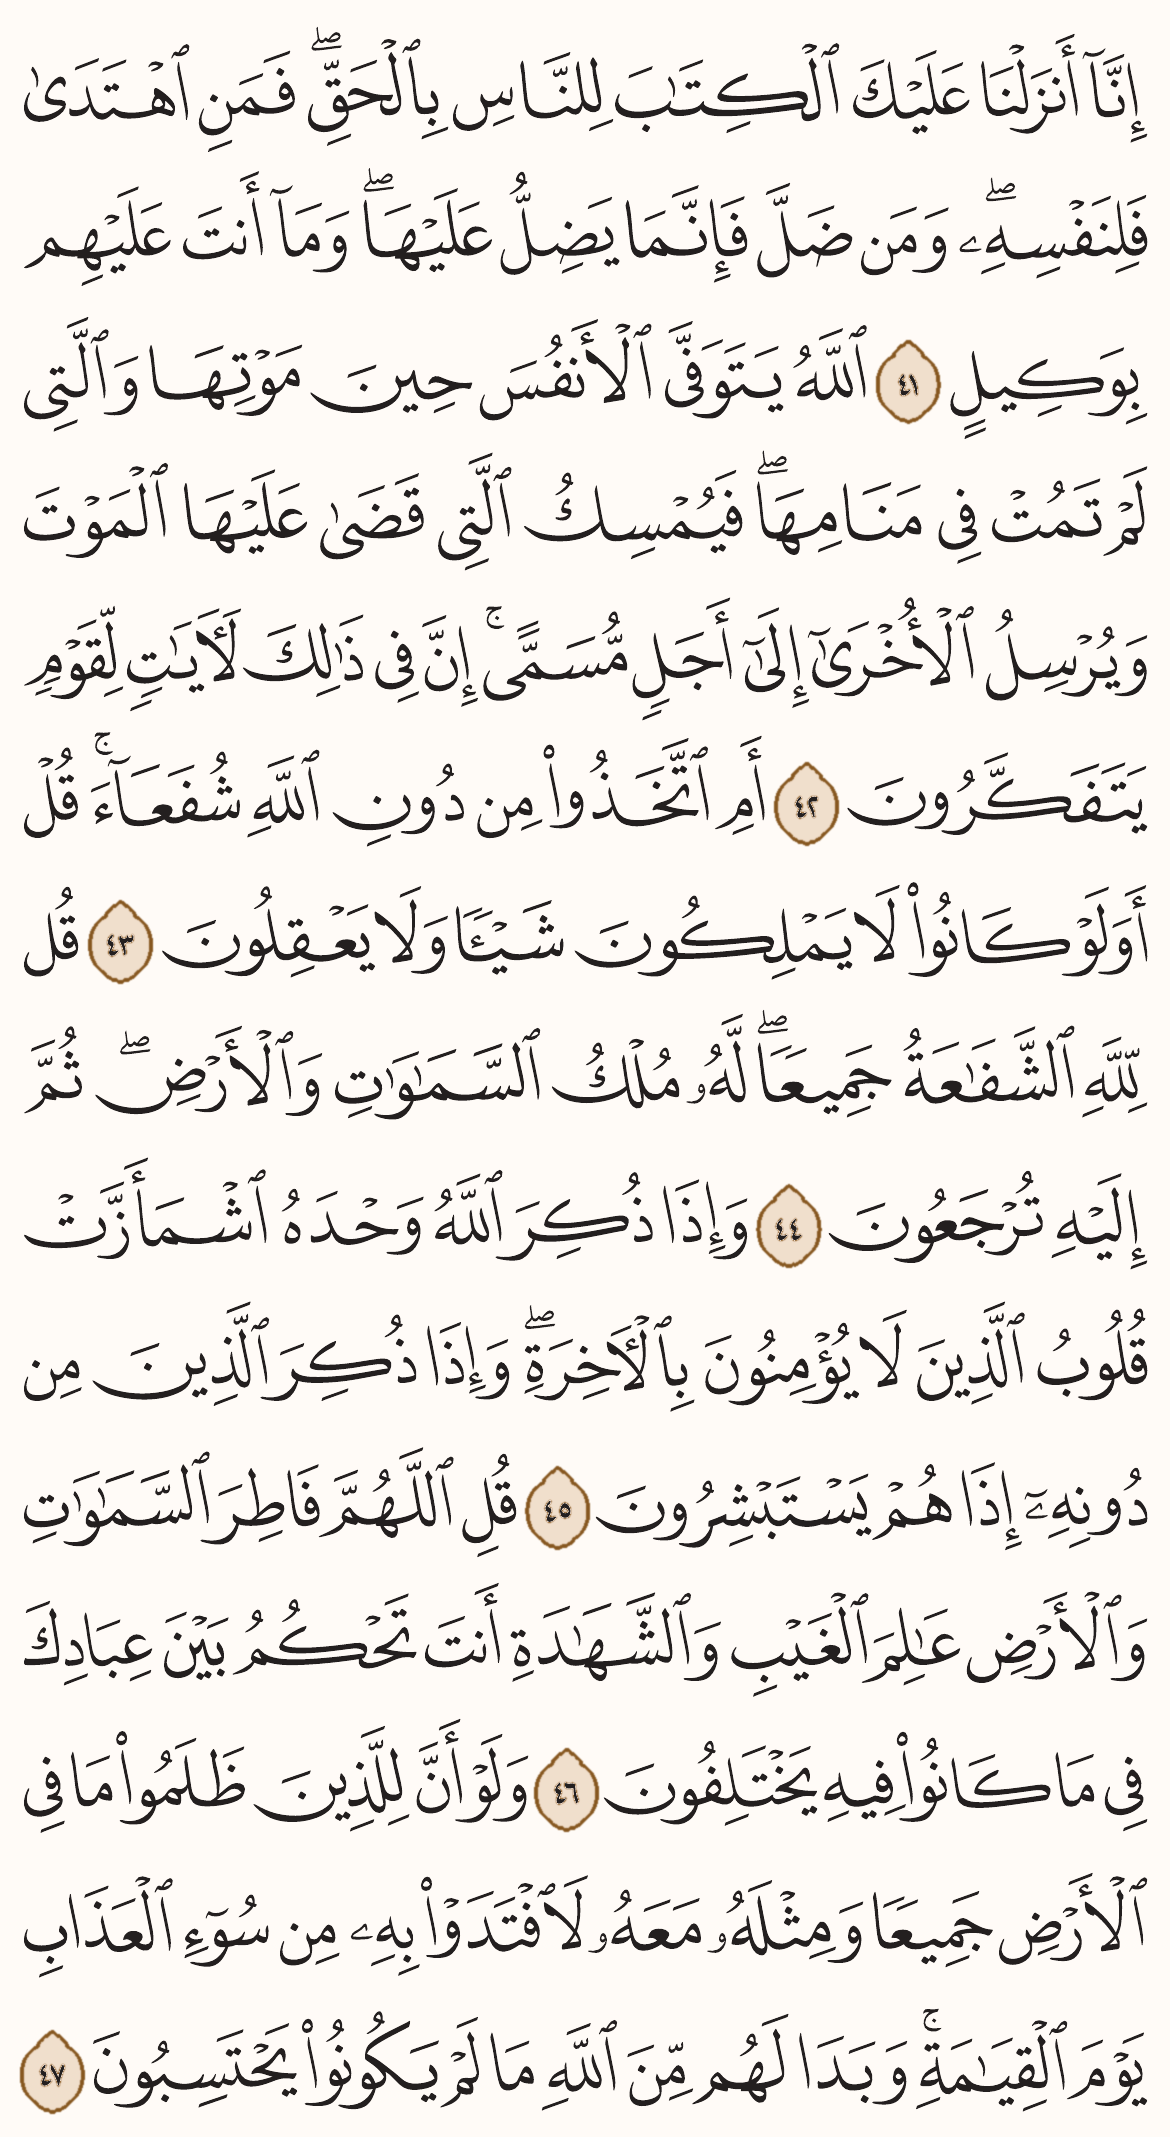 إِنَّآ أَنزَلۡنَا عَلَيۡكَ ٱلۡكِتَٰبَ لِلنَّاسِ بِٱلۡحَقِّۖ فَمَنِ ٱهۡتَدَىٰ
فَلِنَفۡسِهِۦۖ وَمَن ضَلَّ فَإِنَّمَا يَضِلُّ عَلَيۡهَاۖ وَمَآ أَنتَ عَلَيۡهِم
بِوَكِيلٍ ٤١ ٱللَّهُ يَتَوَفَّى ٱلۡأَنفُسَ حِينَ مَوۡتِهَا وَٱلَّتِي
لَمۡ تَمُتۡ فِي مَنَامِهَاۖ فَيُمۡسِكُ ٱلَّتِي قَضَىٰ عَلَيۡهَا ٱلۡمَوۡتَ
وَيُرۡسِلُ ٱلۡأُخۡرَىٰٓ إِلَىٰٓ أَجَلٖ مُّسَمًّىۚ إِنَّ فِي ذَٰلِكَ لَأٓيَٰتٖ لِّقَوۡمٖ
يَتَفَكَّرُونَ ٤٢ أَمِ ٱتَّخَذُواْ مِن دُونِ ٱللَّهِ شُفَعَآءَۚ قُلۡ
أَوَلَوۡ كَانُواْ لَا يَمۡلِكُونَ شَيۡـٔٗا وَلَا يَعۡقِلُونَ ٤٣ قُل
لِّلَّهِ ٱلشَّفَٰعَةُ جَمِيعٗاۖ لَّهُۥ مُلۡكُ ٱلسَّمَٰوَٰتِ وَٱلۡأَرۡضِۖ ثُمَّ
إِلَيۡهِ تُرۡجَعُونَ ٤٤ وَإِذَا ذُكِرَ ٱللَّهُ وَحۡدَهُ ٱشۡمَأَزَّتۡ
قُلُوبُ ٱلَّذِينَ لَا يُؤۡمِنُونَ بِٱلۡأٓخِرَةِۖ وَإِذَا ذُكِرَ ٱلَّذِينَ مِن
دُونِهِۦٓ إِذَا هُمۡ يَسۡتَبۡشِرُونَ ٤٥ قُلِ ٱللَّهُمَّ فَاطِرَ ٱلسَّمَٰوَٰتِ
وَٱلۡأَرۡضِ عَٰلِمَ ٱلۡغَيۡبِ وَٱلشَّهَٰدَةِ أَنتَ تَحۡكُمُ بَيۡنَ عِبَادِكَ
فِي مَا كَانُواْ فِيهِ يَخۡتَلِفُونَ ٤٦ وَلَوۡ أَنَّ لِلَّذِينَ ظَلَمُواْ مَا فِي
ٱلۡأَرۡضِ جَمِيعٗا وَمِثۡلَهُۥ مَعَهُۥ لَٱفۡتَدَوۡاْ بِهِۦ مِن سُوٓءِ ٱلۡعَذَابِ
يَوۡمَ ٱلۡقِيَٰمَةِۚ وَبَدَا لَهُم مِّنَ ٱللَّهِ مَا لَمۡ يَكُونُواْ يَحۡتَسِبُونَ ٤٧